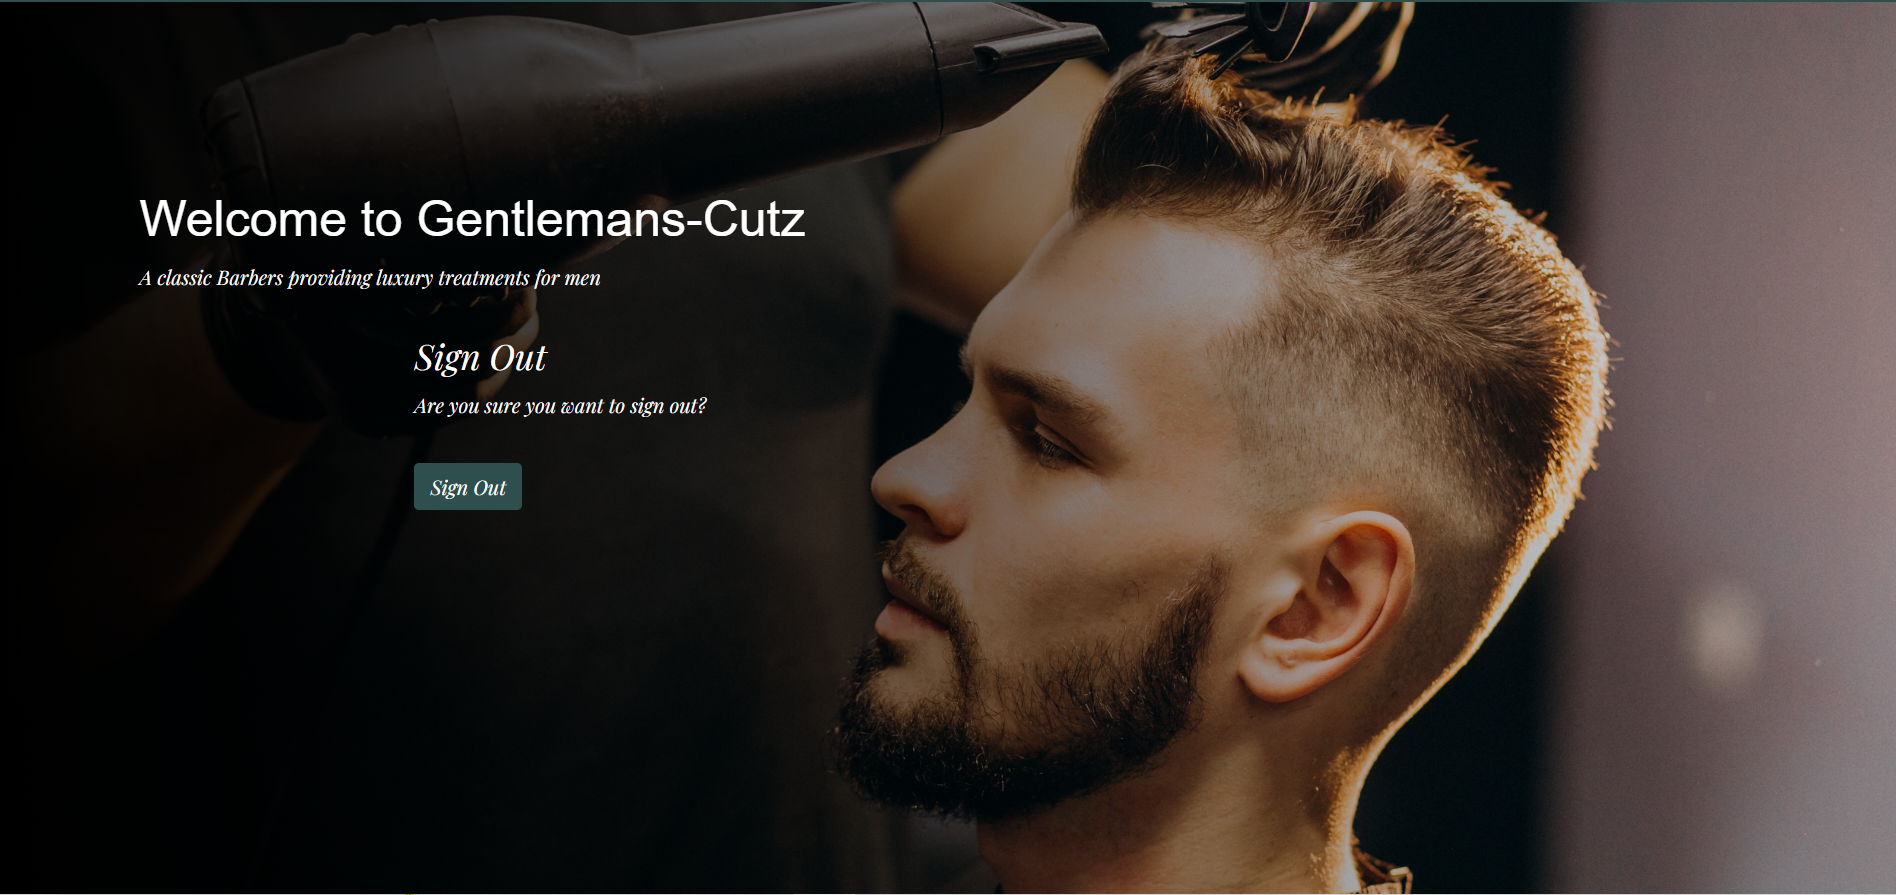 Welcome to Gentlemans-Cutz
A classic Barbers providing luxury treatments for men
Sign Out
Are you sure you want to sign out?
Sign Out